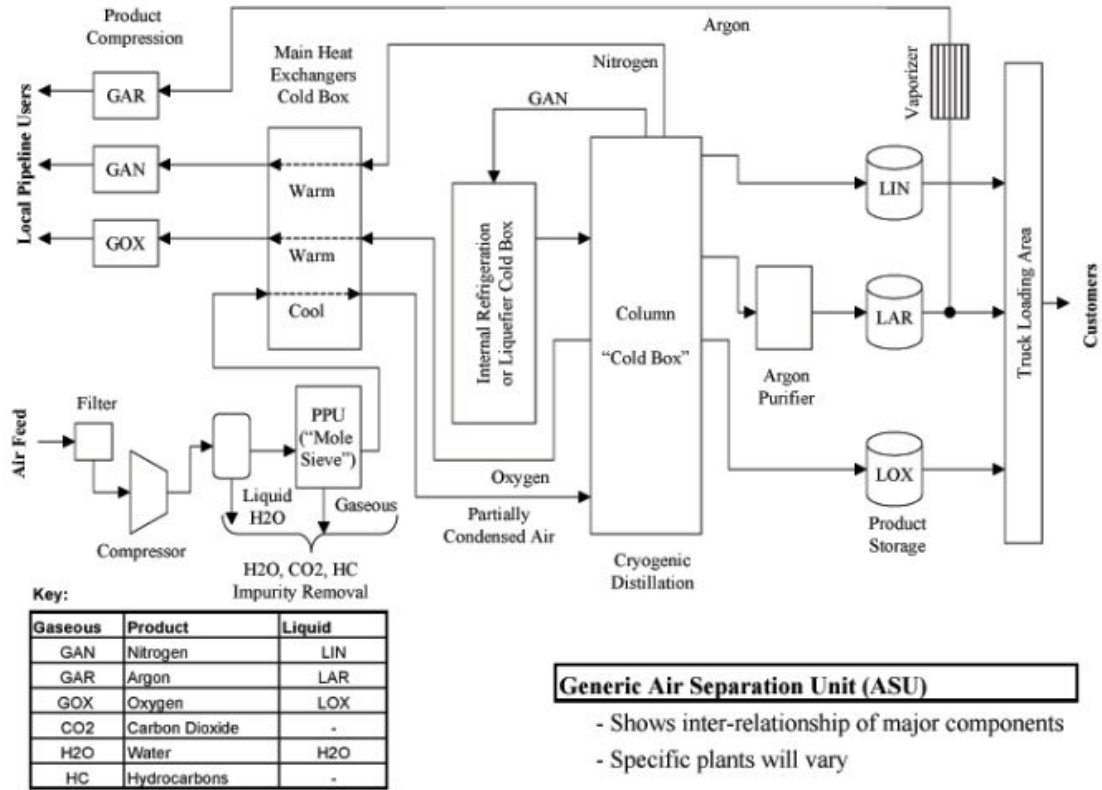 Product
Compression
Argon
Main Heat
Exchangers
Cold Box
Nitrogen
Vaporizer
GAR
GAN
Local Pipeline Users
GAN
Warm
LIN
GOX
Warm
Internal Refrigeration
or Liquefier Cold Box
Cool
Column
"Cold Box"
LAR
Truck Loading Area
Customers
Argon
Purifier
Air Feed
Filter
PPU
("Mole
Sieve")
Liquid
H2O
Gaseous
Oxygen
LOX
Compressor
Partially
Condensed Air
Product
Storage
Cryogenic
Distillation
H2O, CO2, HC
Impurity Removal
Key:
Gaseous Product Liquid
GAN Nitrogen LIN
GAR Argon LAR
GOX Oxygen LOX
CO2 Carbon Dioxide -
H2O Water H2O
HC Hydrocarbons -
Generic Air Separation Unit (ASU)
- Shows inter-relationship of major components
- Specific plants will vary